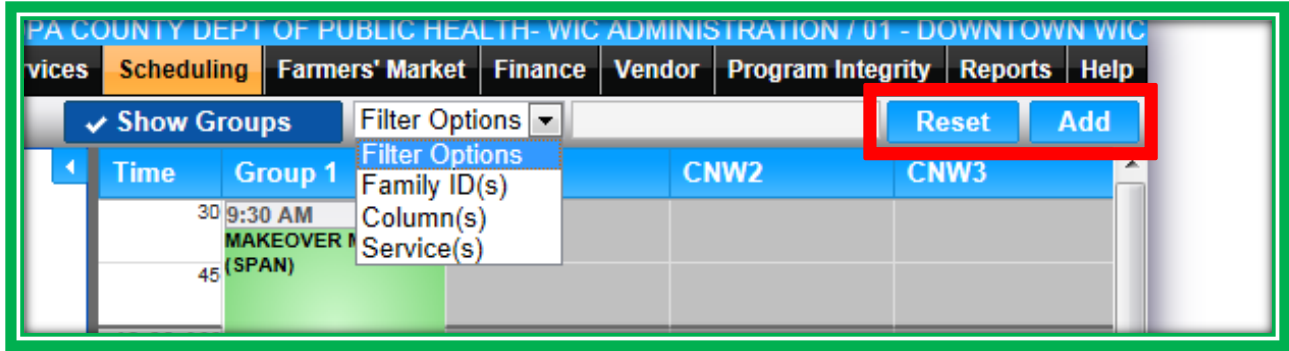 PA COUNTY DEPT OF PUBLIC HEALTH- WIC ADMINISTRATION / 01 - DOWNTOWN WIC
vices Scheduling Farmers' Market Finance Vendor Program Integrity Reports Help
✓ Show Groups Filter Options Reset Add
Filter Options
Family ID(s)
Column(s)
Service(s)
Time Group 1 CNW2 CNW3
30 9:30 AM
MAKEOVER M
(SPAN)
45